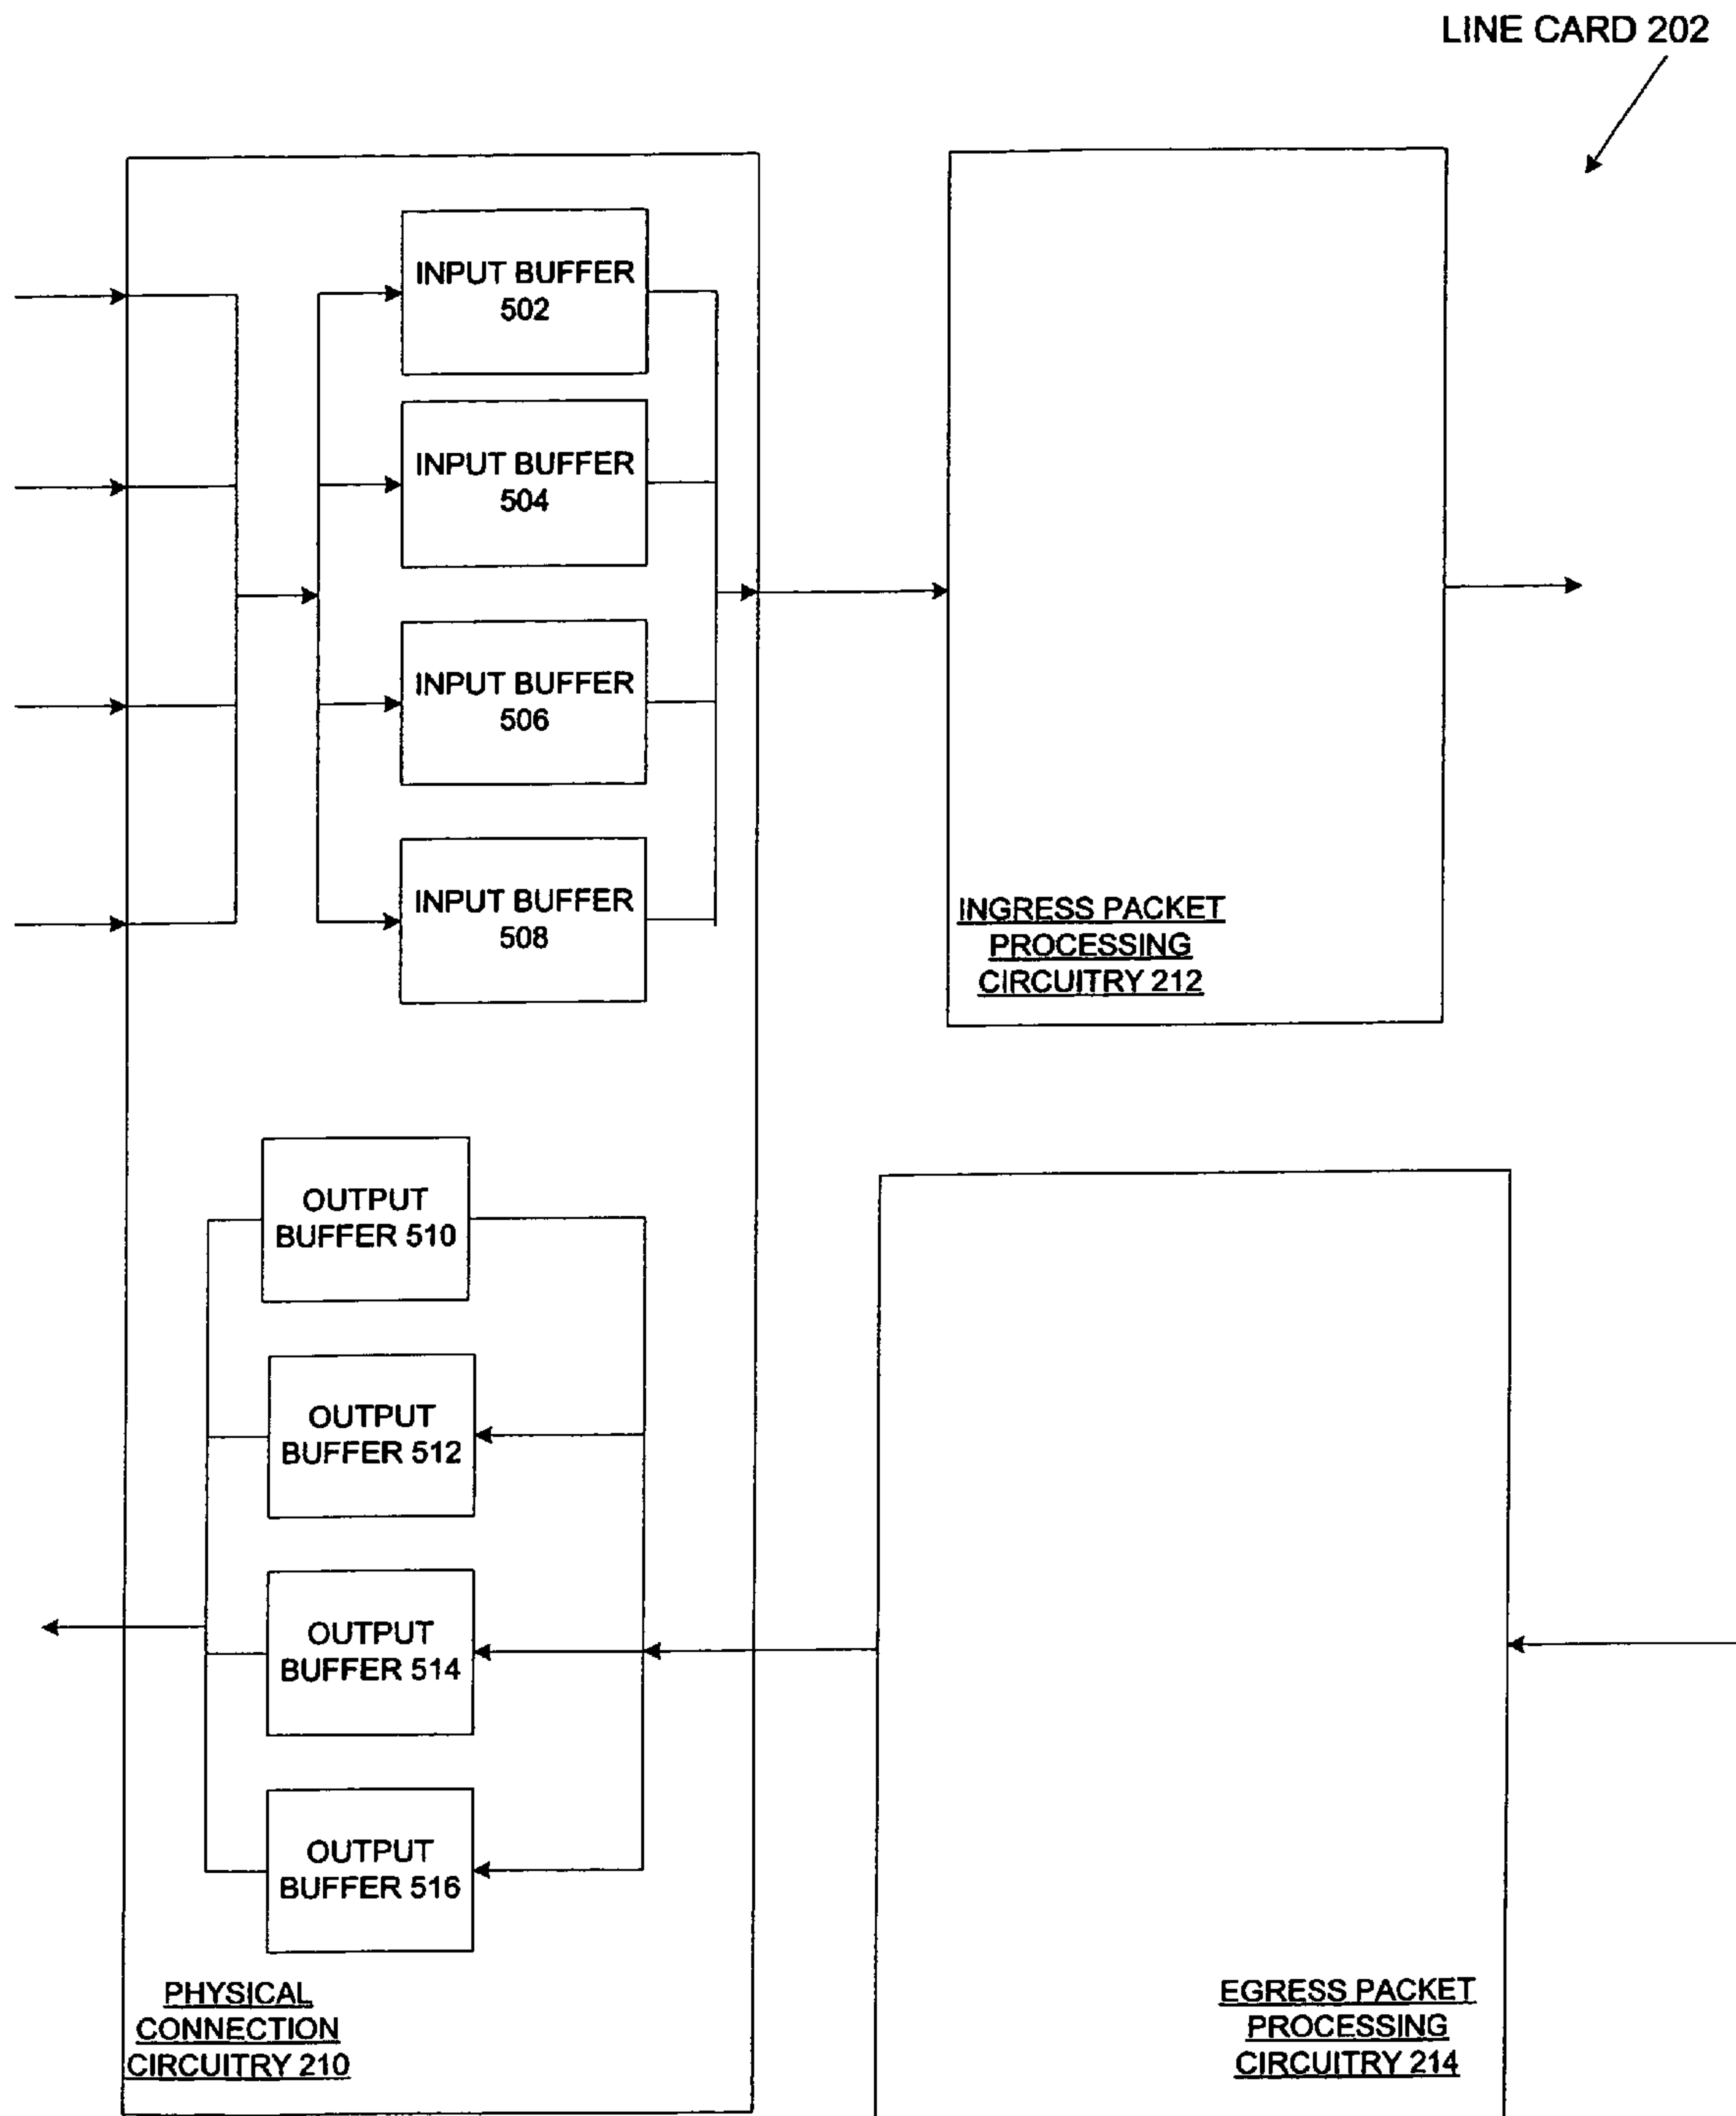 LINE CARD 202
INPUT BUFFER
502
INPUT BUFFER
504
INPUT BUFFER
506
INPUT BUFFER
508
INGRESS PACKET
PROCESSING
CIRCUITRY 212
OUTPUT
BUFFER 510
OUTPUT
BUFFER 512
OUTPUT
BUFFER 514
OUTPUT
BUFFER 516
PHYSICAL
CONNECTION
CIRCUITRY 210
EGRESS PACKET
PROCESSING
CIRCUITRY 214